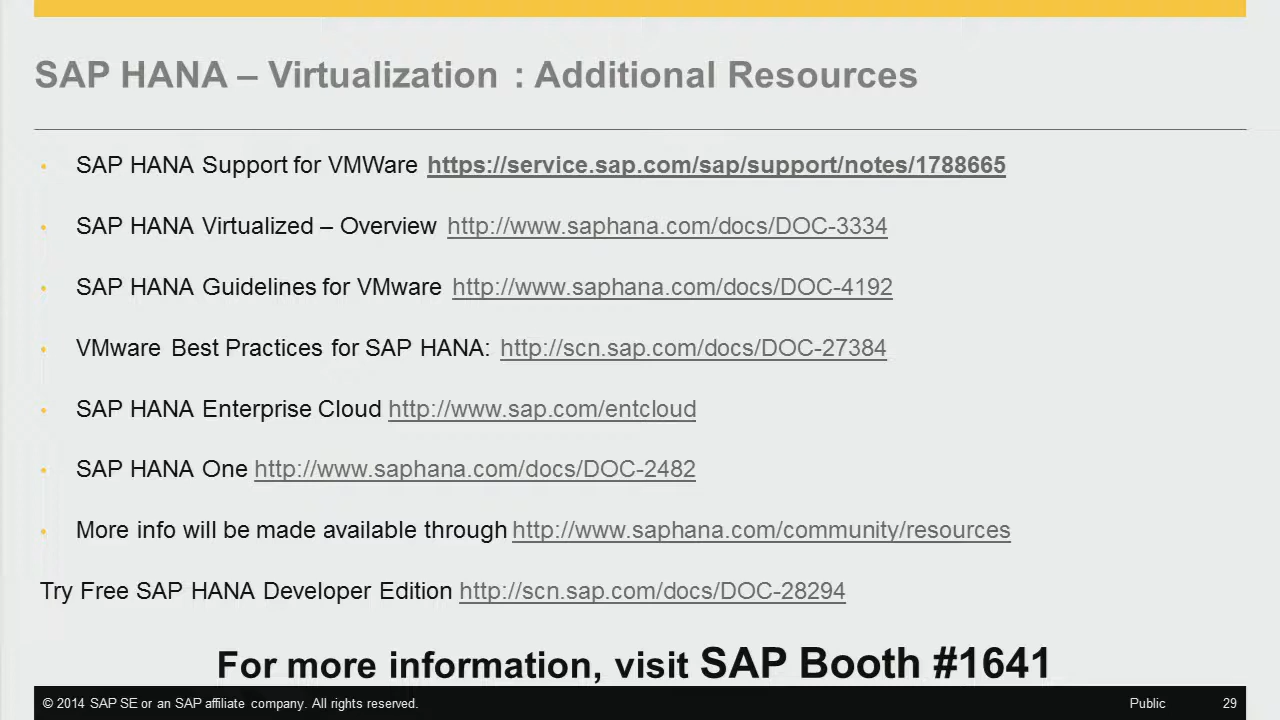 SAP HANA – Virtualization : Additional Resources
• SAP HANA Support for VMWare https://service.sap.com/sap/support/notes/1788665
• SAP HANA Virtualized – Overview http://www.saphana.com/docs/DOC-3334
• SAP HANA Guidelines for VMware http://www.saphana.com/docs/DOC-4192
• VMware Best Practices for SAP HANA: http://scn.sap.com/docs/DOC-27384
• SAP HANA Enterprise Cloud http://www.sap.com/entcloud
• SAP HANA One http://www.saphana.com/docs/DOC-2482
• More info will be made available through http://www.saphana.com/community/resources
Try Free SAP HANA Developer Edition http://scn.sap.com/docs/DOC-28294
For more information, visit SAP Booth #1641
© 2014 SAP SE or an SAP affiliate company. All rights reserved. Public 29